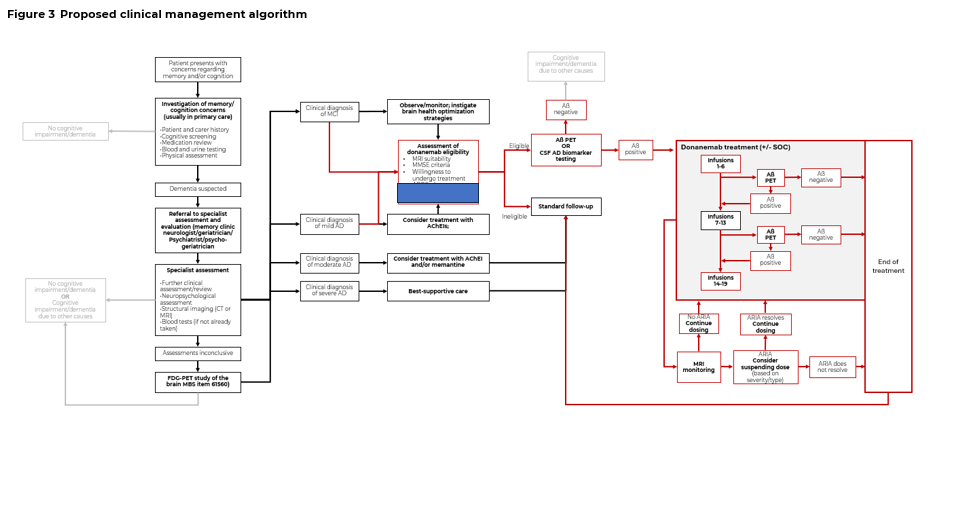 Figure 3 Proposed clinical management algorithm
Patient presents with
concerns regarding
memory and/or cognition
Investigation of memory/
cognition concerns
(usually in primary care)
-Patient and carer history
-Cognitive screening
-Medication review
-Blood and urine testing
-Physical assessment
No cognitive
impairment/dementia
Dementia suspected
Referral to specialist
assessment and
evaluation (memory clinic
neurologist/geriatrician/
Psychiatrist/psycho-
geriatrician
Specialist assessment
-Further clinical
assessment/review
-Neuropsychological
assessment
-Structural imaging (CT or
MRI)
-Blood tests (if not already
taken)
No cognitive
impairment/dementia
OR
Cognitive
impairment/dementia
due to other causes
Assessments inconclusive
FDG-PET study of the
brain MBS item 61560)
Clinical diagnosis
of MCI
Clinical diagnosis
of mild AD
Clinical diagnosis
of moderate AD
Clinical diagnosis
of severe AD
Observe/monitor; instigate
brain health optimization
strategies
Assessment of
donanemab eligibility
• MRI suitability
• MMSE criteria
• Willingness to
undergo treatment
Consider treatment with
AChEIs;
Consider treatment with AChEI
and/or memantine
Best-supportive care
Eligible
Ineligible
Cognitive
impairment/dementia
due to other causes
Aß
negative
Aß PET
OR
CSF AD biomarker
testing
Aß
positive
Standard follow-up
Donanemab treatment (+/- SOC)
Infusions
1-6
Aß
PET
Aß
negative
Aß
positive
Infusions
7-13
Aß
PET
Aß
negative
Aß
positive
Infusions
14-19
End of
treatment
No ARIA
Continue
dosing
ARIA resolves
Continue
dosing
MRI
monitoring
ARIA
Consider
suspending dose
(based on
severity/type)
ARIA does
not resolve